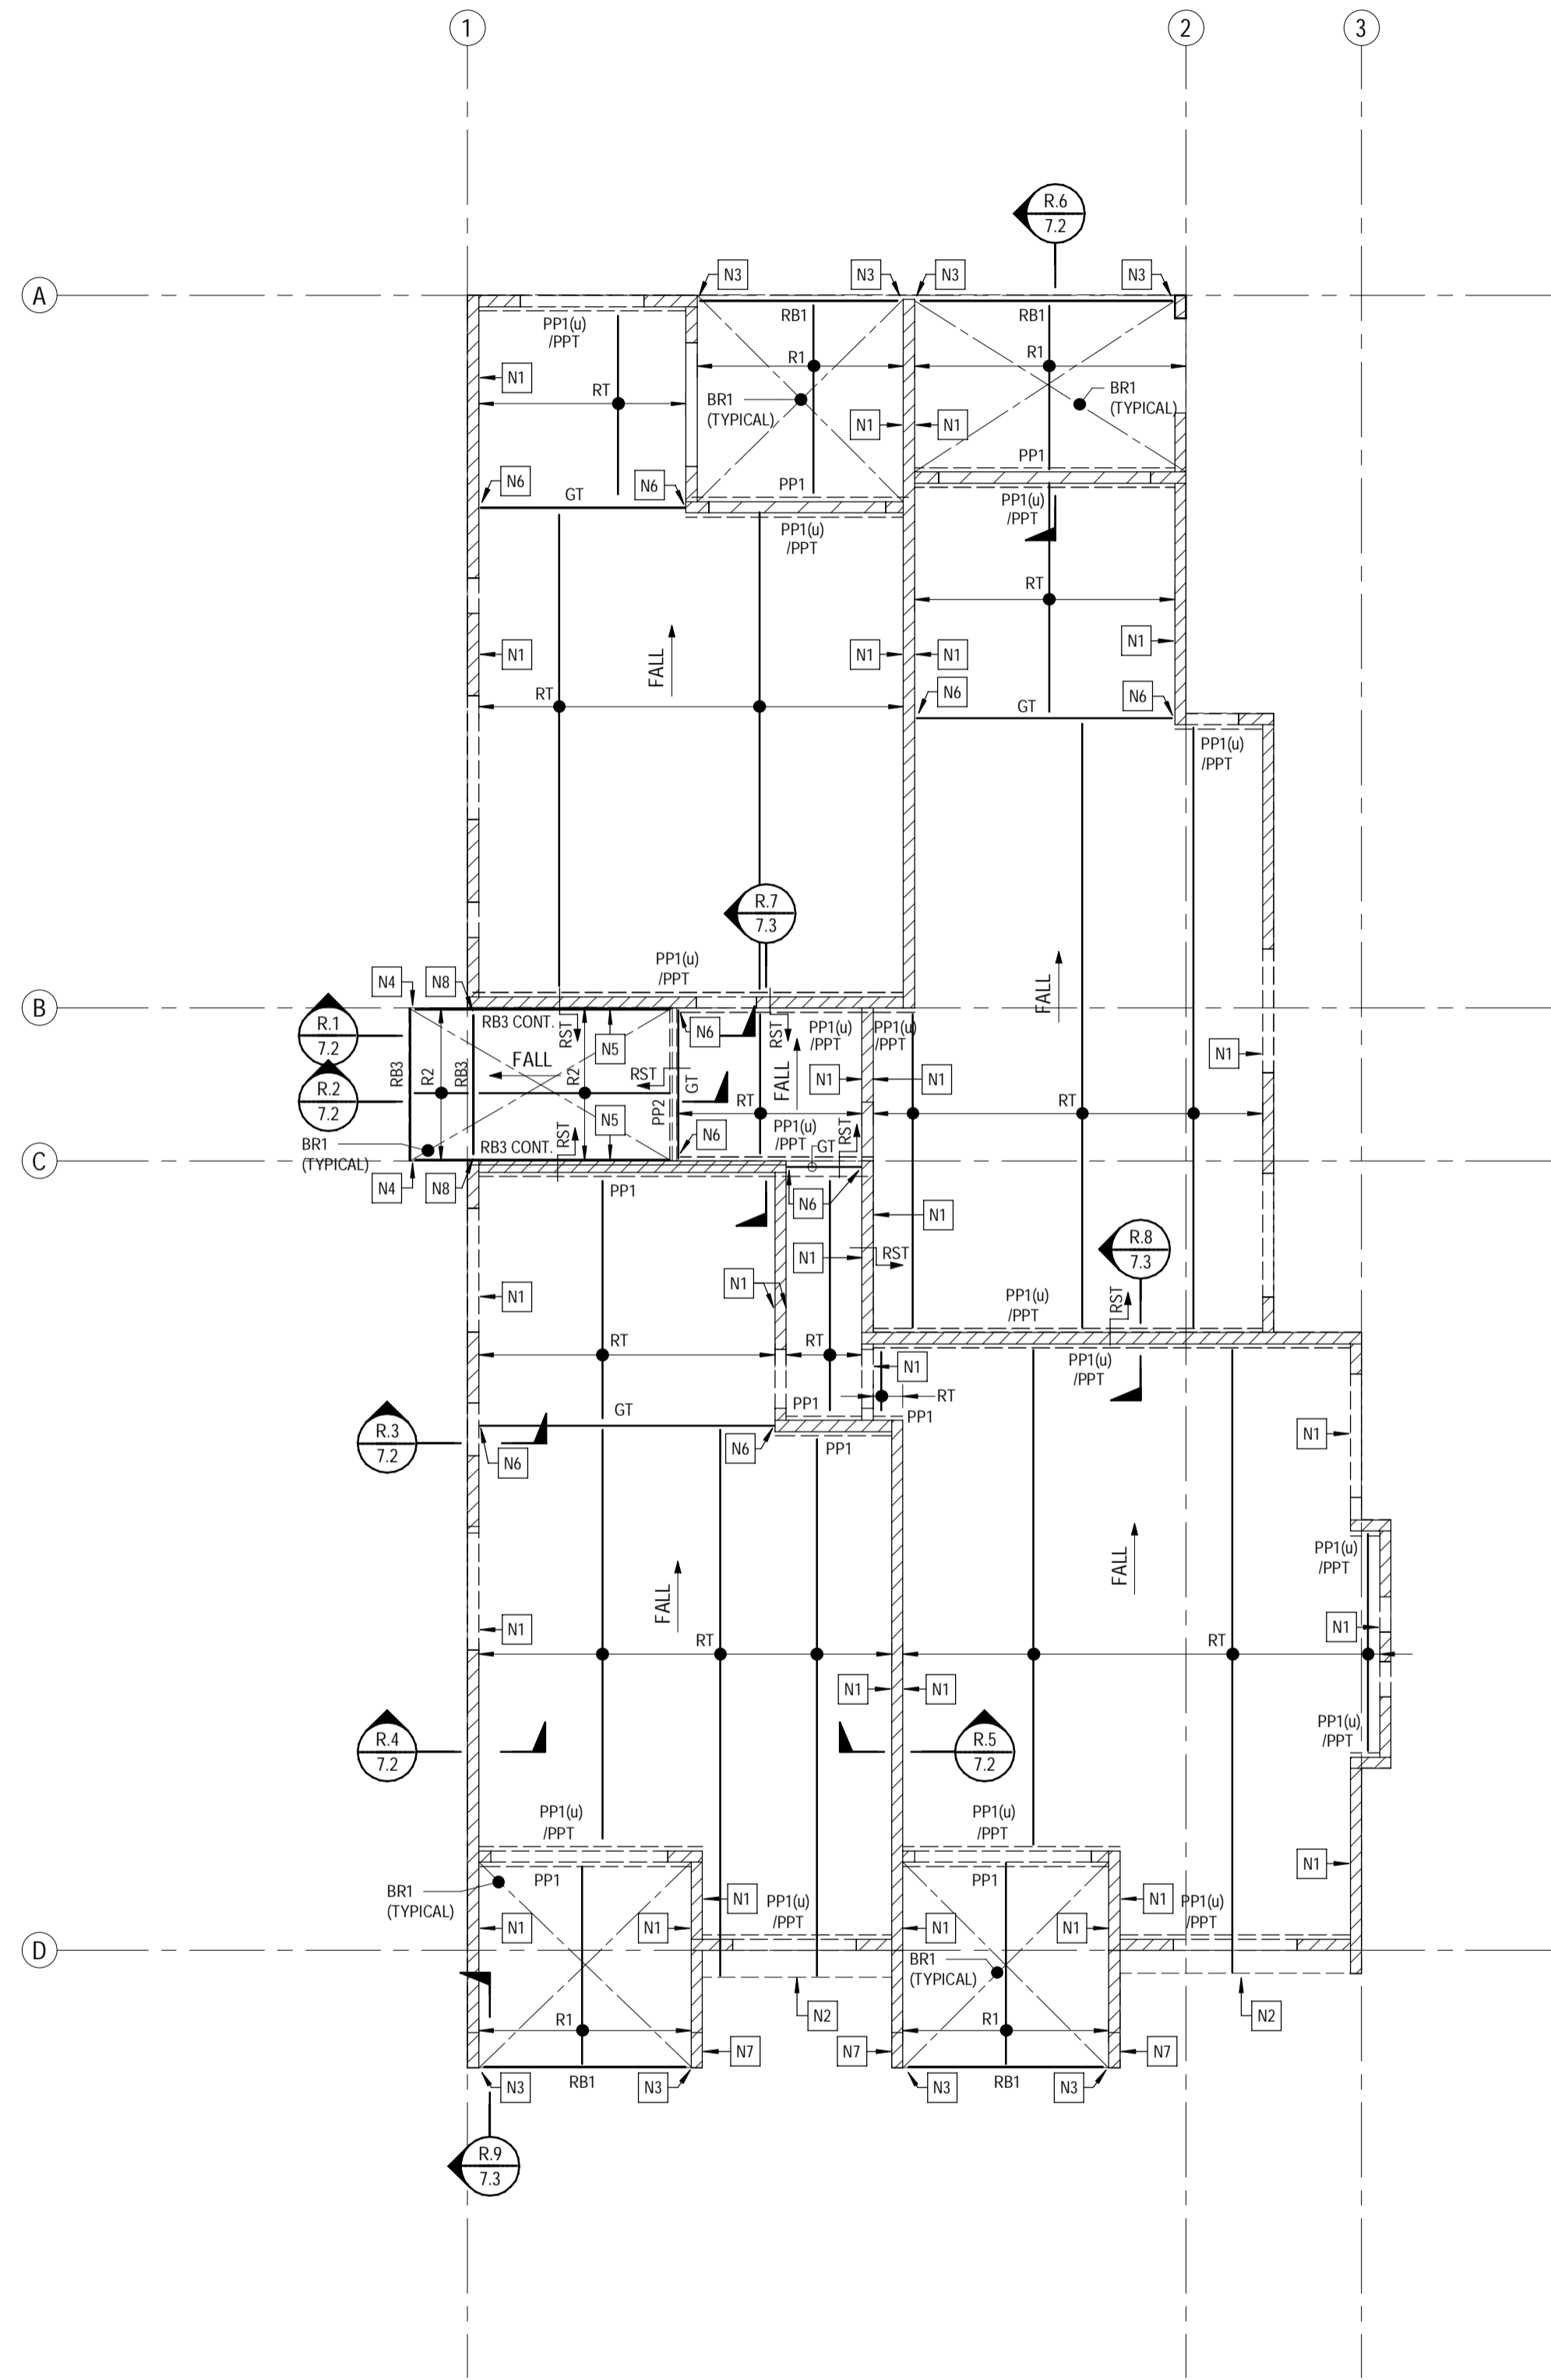 1
2
3
R.6
7.2
A
N3
N3
N3
N3
RB1
RB1
PP1(u)
/PPT
R1
R1
N1
RT
BR1
(TYPICAL)
BR1
(TYPICAL)
N1
N1
PP1
PP1
N6
N6
GT
PP1(u)
/PPT
PP1(u)
/PPT
RT
N1
FALL
N1
N1
N1
RT
N6
N6
GT
PP1(u)
/PPT
R.7
7.3
PP1(u)
/PPT
N4
N8
FALL
B
R.1
7.2
RB3 CONT.
RST
N5
N6
RST
PP1(u)
/PPT
PP1(u)
/PPT
N1
FALL
R.2
7.2
RB3
R2
RB3
R2
RST
GT
PP2
RT
FALL
N1
N1
BR1
(TYPICAL)
RB3 CONT.
RST
N5
N6
PP1(u)
/PPT
GT
RST
C
N4
N8
PP1
N6
N1
N1
RST
R.8
7.3
N1
N1
PP1(u)
/PPT
RST
RT
RT
N1
PP1(u)
/PPT
RT
PP1
PP1
GT
R.3
7.2
N6
N6
PP1
N1
FALL
FALL
PP1(u)
/PPT
N1
N1
RT
RT
N1
N1
R.4
7.2
R.5
7.2
PP1(u)
/PPT
PP1(u)
/PPT
PP1(u)
/PPT
N1
BR1
(TYPICAL)
PP1
N1
PP1(u)
/PPT
PP1
N1
PP1(u)
/PPT
N1
N1
N1
N1
D
BR1
(TYPICAL)
R1
N2
R1
N2
N7
N7
N7
N3
RB1
N3
N3
RB1
N3
R.9
7.3